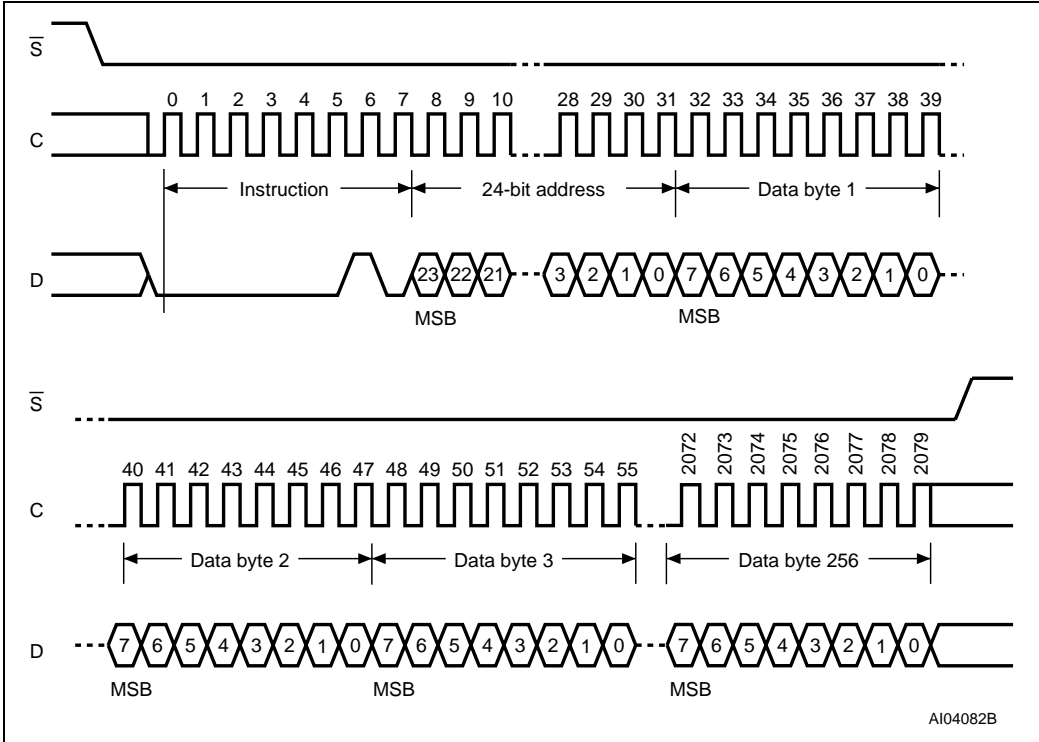 S
0 1 2 3 4 5 6 7 8 9 10 28 29 30 31 32 33 34 35 36 37 38 39
C
Instruction 24-bit address Data byte 1
D 23 22 21 3 2 1 0 7 6 5 4 3 2 1 0
MSB MSB
S
40 41 42 43 44 45 46 47 48 49 50 51 52 53 54 55 2072 2073 2074 2075 2076 2077 2078 2079
C
Data byte 2 Data byte 3 Data byte 256
D 7 6 5 4 3 2 1 0 7 6 5 4 3 2 1 0 7 6 5 4 3 2 1 0
MSB MSB MSB
AI04082B